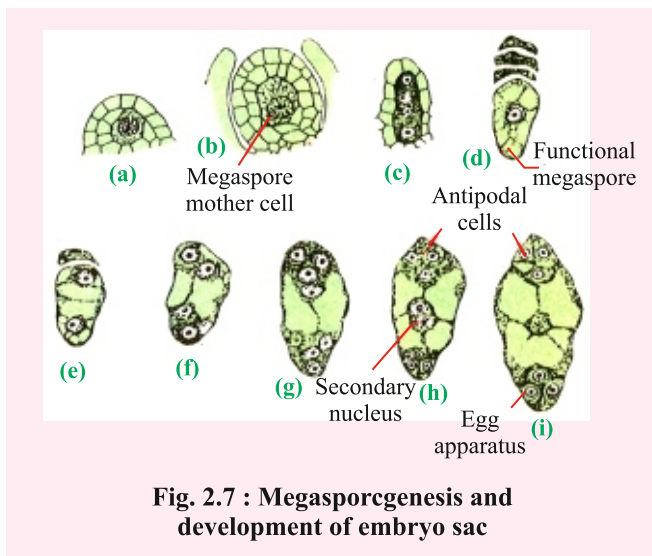 (a)
(b)
Megaspore
mother cell
(c)
(d)
Functional
megaspore
Antipodal
cells
(e)
(f)
(g)
Secondary
nucleus
(h)
Egg
apparatus
(i)
Fig. 2.7 : Megasporcgenesis and
development of embryo sac